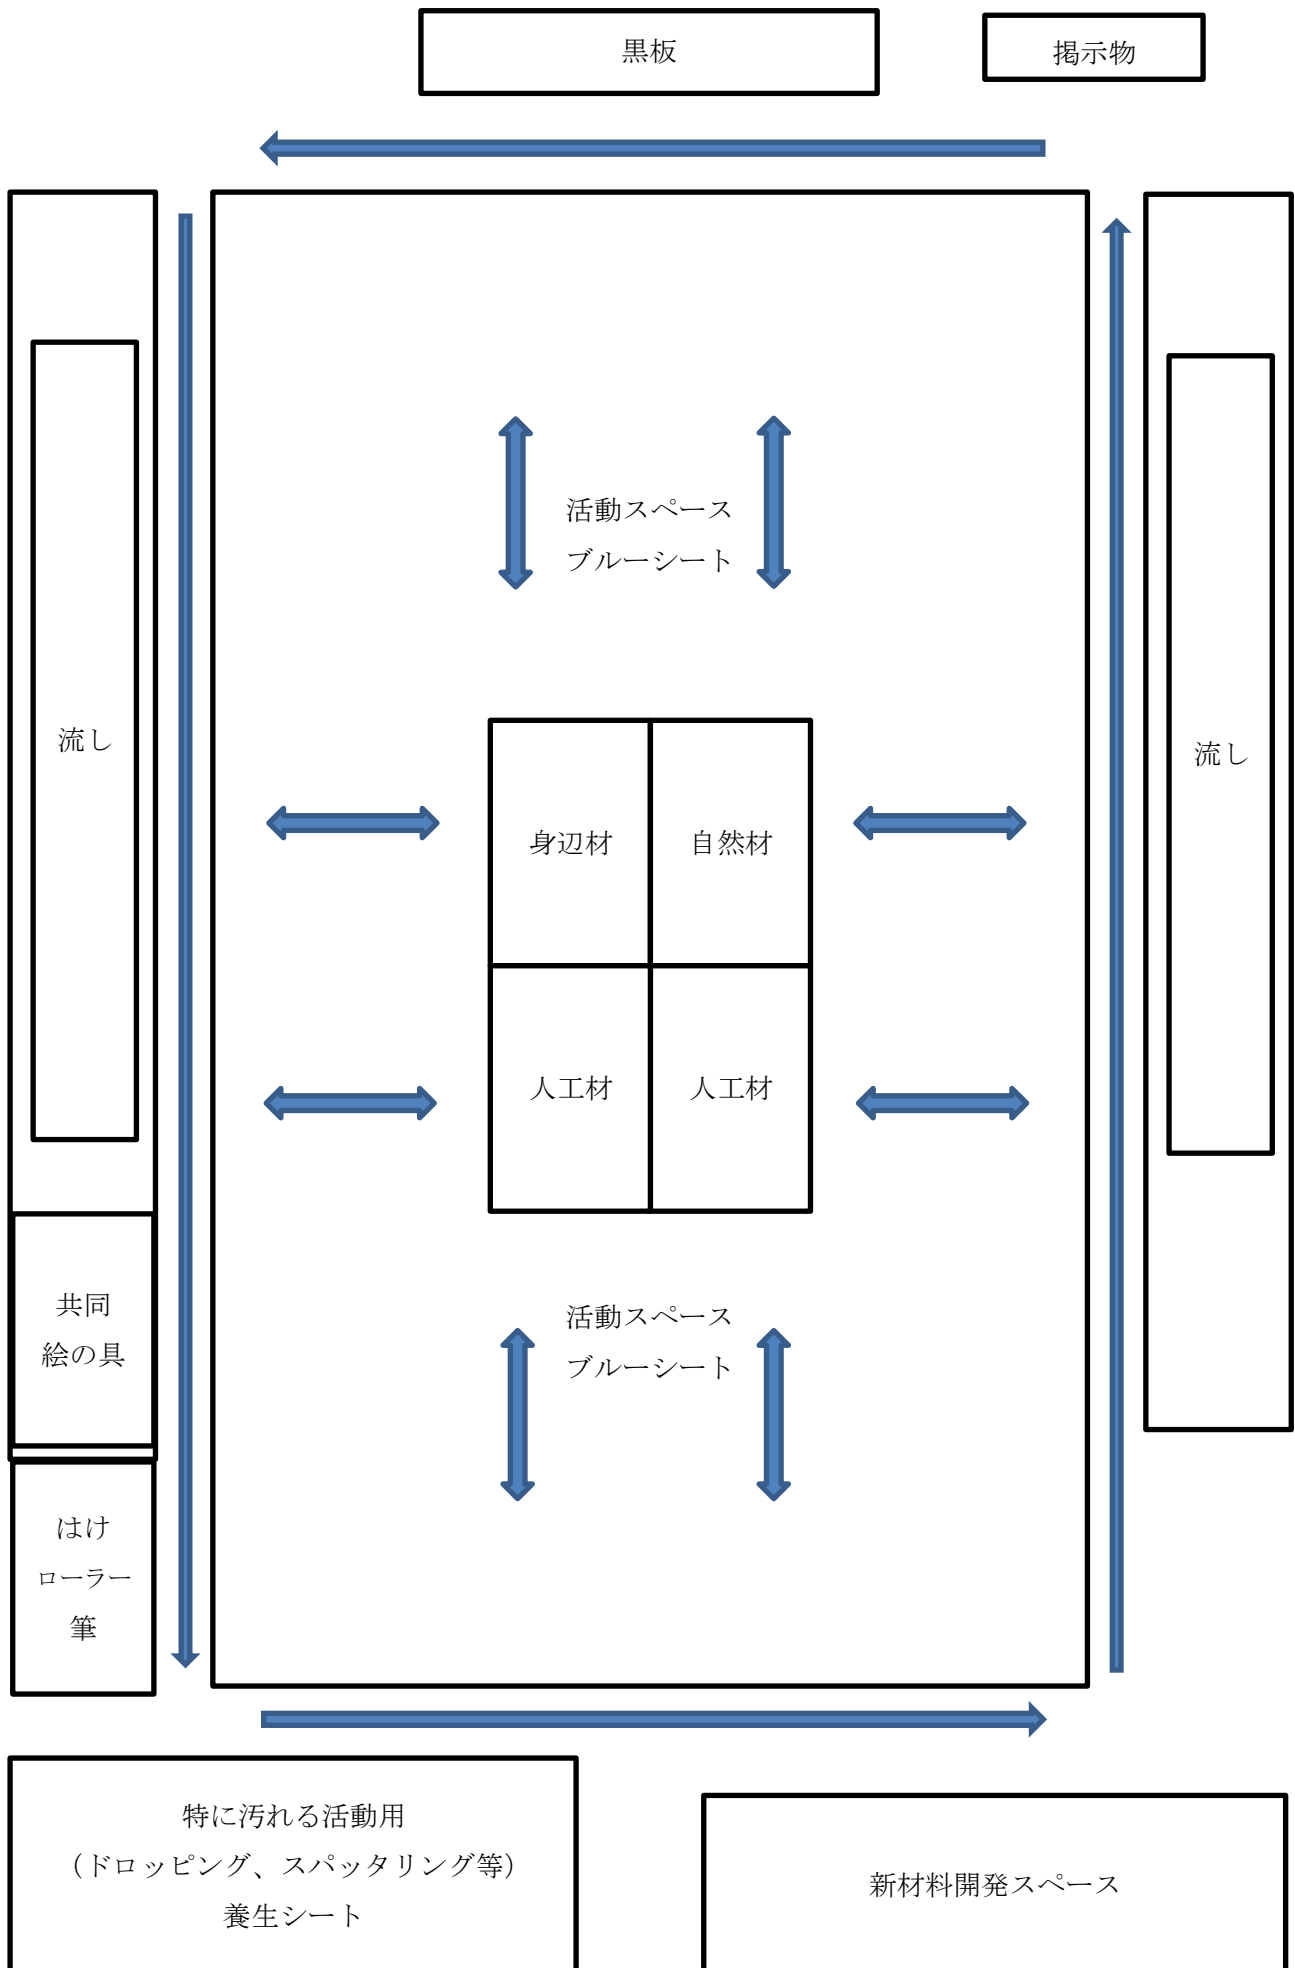 黒板
掲示物
活動スペース
ブルーシート
流し
流し
身辺材
自然材
人工材
人工材
共同
絵の具
活動スペース
ブルーシート
はけ
ローラー
筆
特に汚れる活動用
（ドロッピング、スパッタリング等）
養生シート
新材料開発スペース